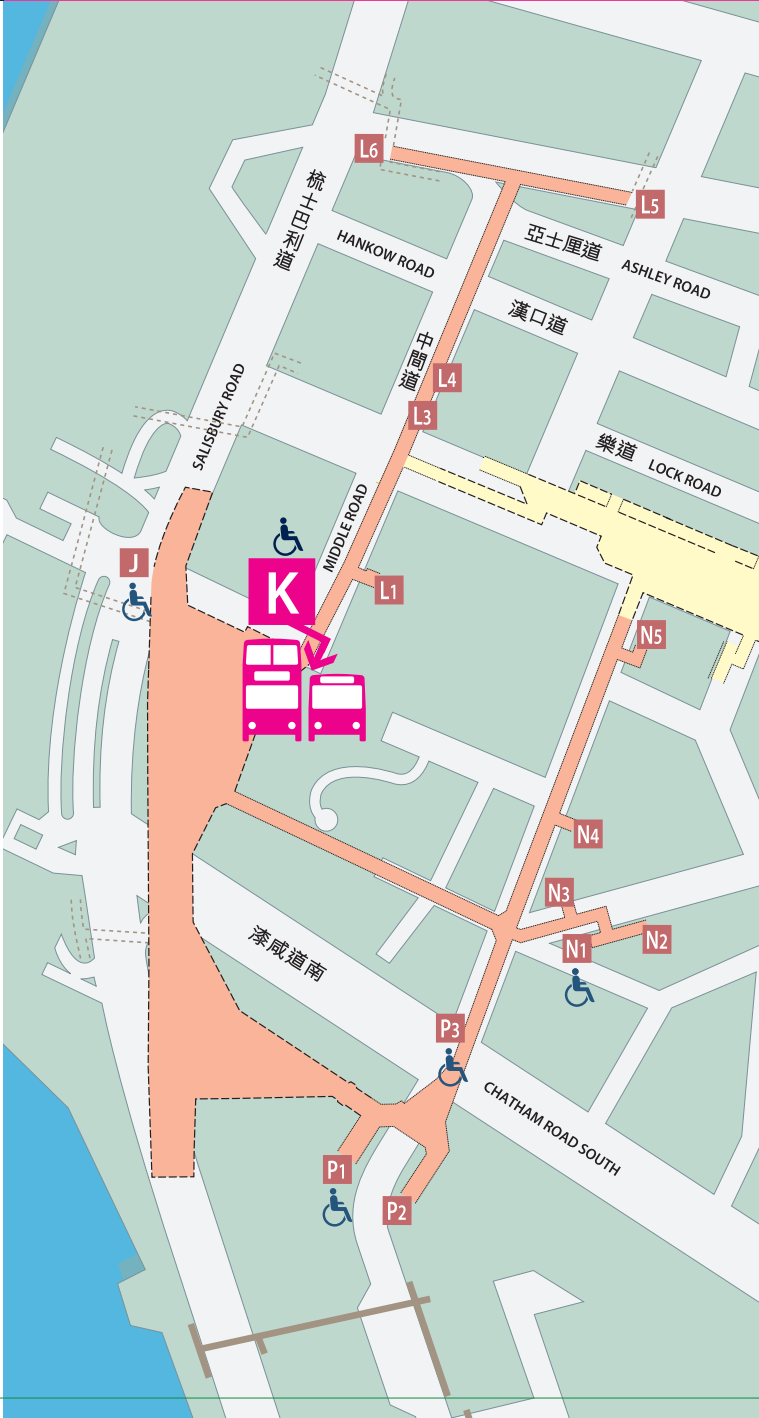 L6
L5
梳士巴利道
亞士厘道
HANKOW ROAD
ASHLEY ROAD
漢口道
中間道
L4
L3
SALISBURY ROAD
樂道
LOCK ROAD
MIDDLE ROAD
J
K
L1
N5
N4
N3
N1
N2
漆咸道南
P3
CHATHAM ROAD SOUTH
P1
P2